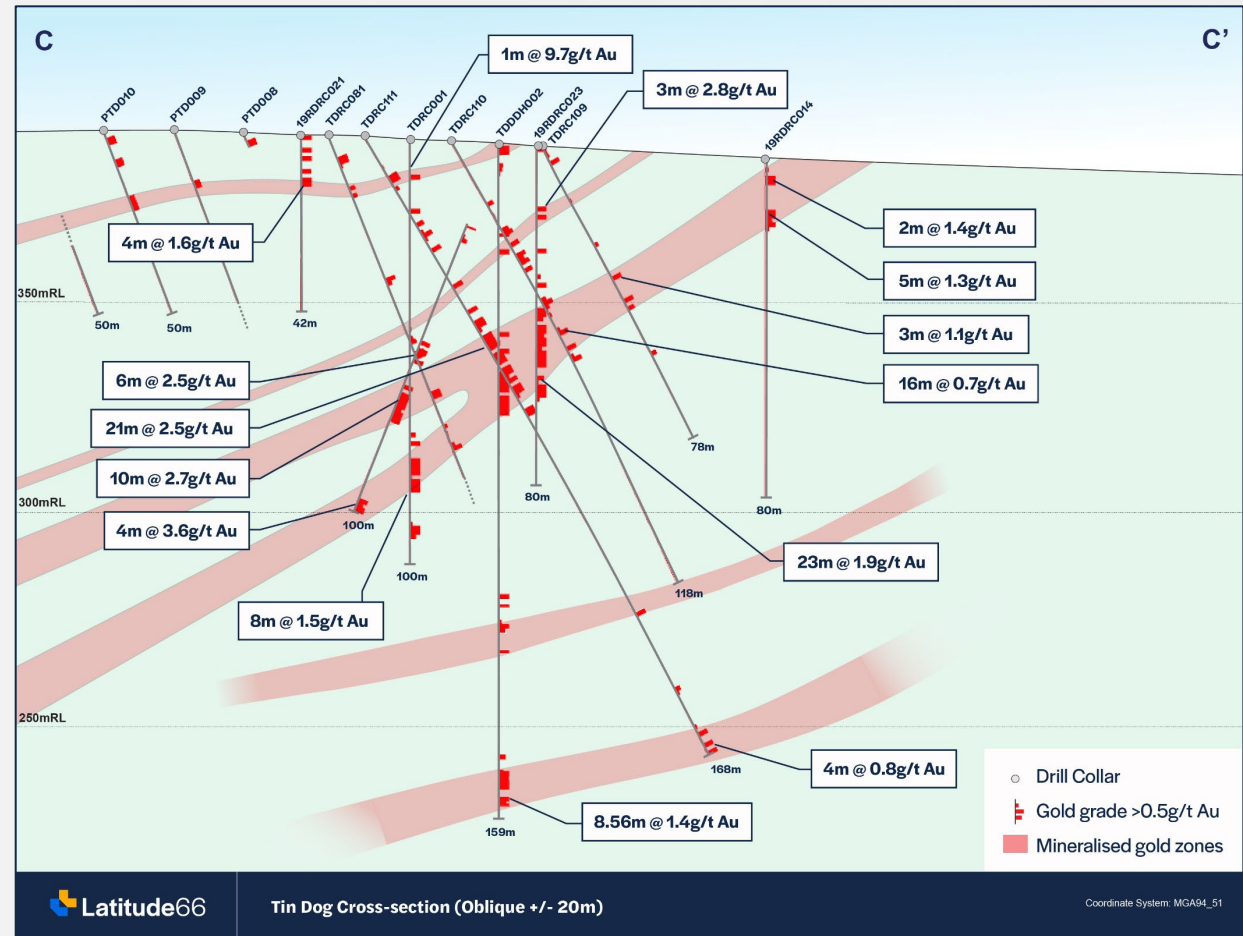 C
C'
1m @ 9.7g/t Au
3m @ 2.8g/t Au
PTD010
PTD009
PTD008
19RDRC021
TDRC081
TDRC111
TDRC001
TDRC110
TDDDH002
19RDRC023
TDRC109
19RDRC014
4m @ 1.6g/t Au
2m @ 1.4g/t Au
5m @ 1.3g/t Au
350mRL
50m
50m
42m
3m @ 1.1g/t Au
6m @ 2.5g/t Au
16m @ 0.7g/t Au
21m @ 2.5g/t Au
78m
10m @ 2.7g/t Au
80m
80m
300mRL
4m @ 3.6g/t Au
100m
23m @ 1.9g/t Au
100m
118m
8m @ 1.5g/t Au
250mRL
168m
4m @ 0.8g/t Au
159m
8.56m @ 1.4g/t Au
Drill Collar
Gold grade >0.5g/t Au
Mineralised gold zones
Latitude66
Tin Dog Cross-section (Oblique +/- 20m)
Coordinate System: MGA94_51